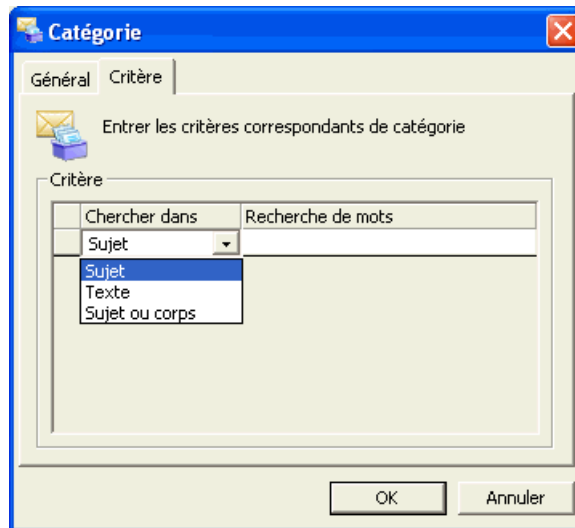 Catégorie
Général Critère
Entrer les critères correspondants de catégorie
Critère
Chercher dans Recherche de mots
Sujet
Sujet
Texte
Sujet ou corps
OK Annuler